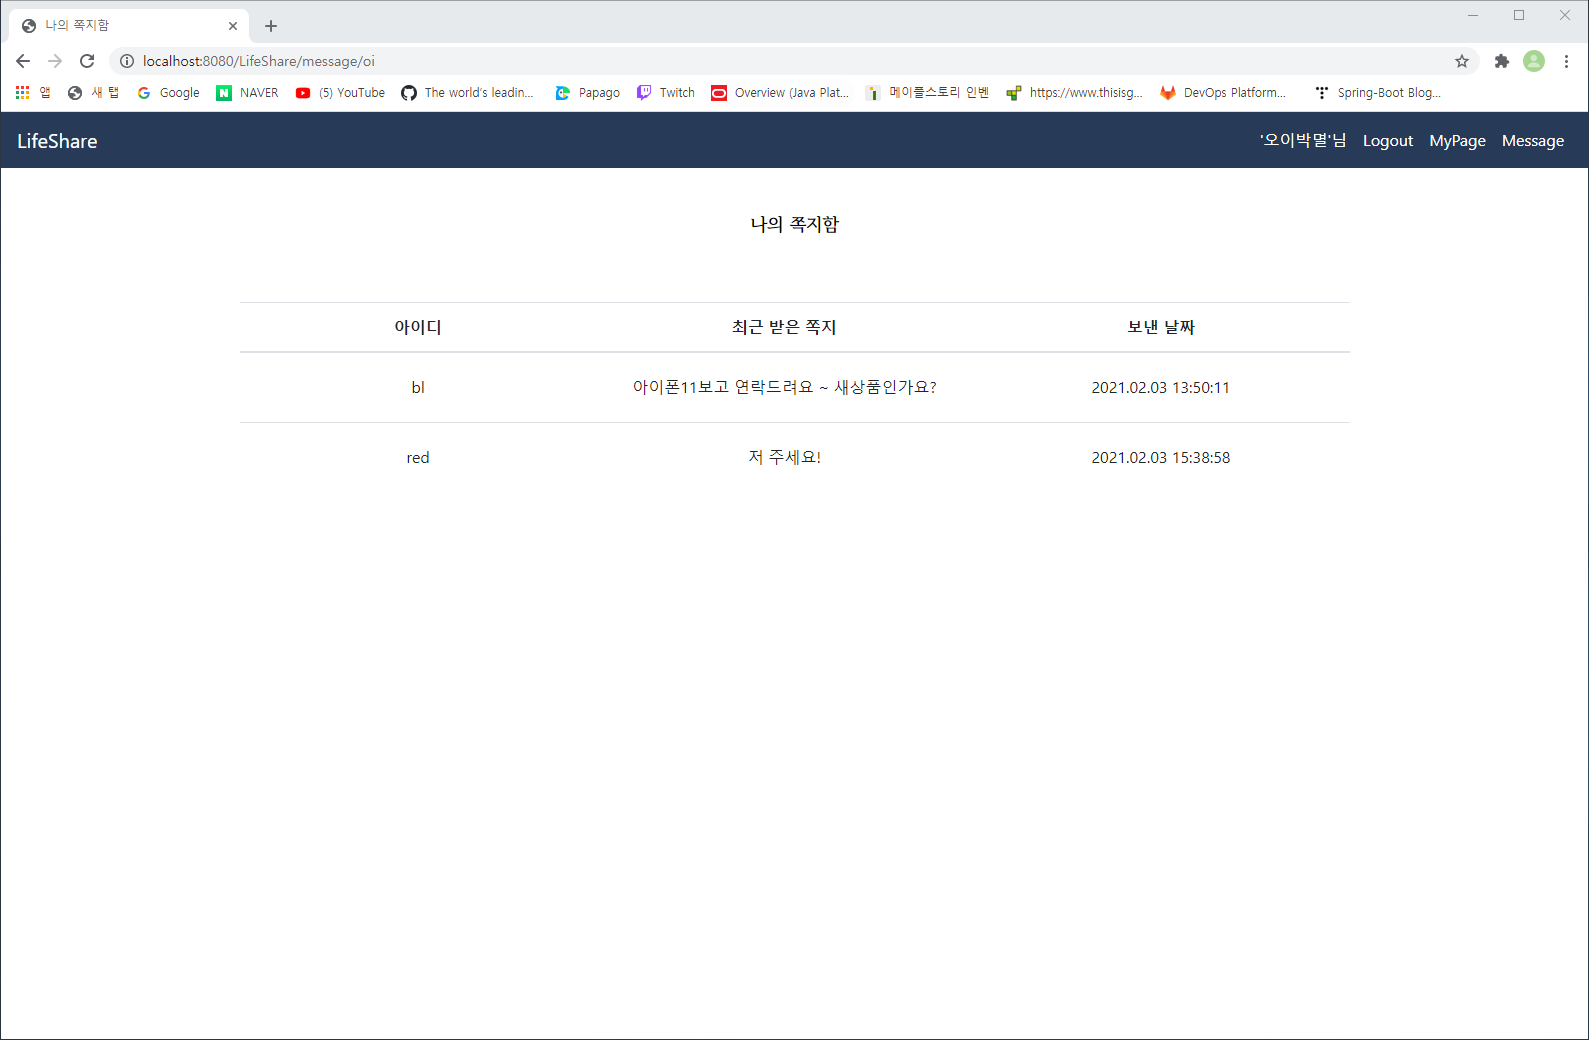 나의 쪽지함
localhost:8080/LifeShare/message/oi
앱 새 탭 Google NAVER (5) YouTube The world's leadin... Papago Twitch Overview (Java Plat... 메이플스토리 인벤 https://www.thisisg... DevOps Platform... Spring-Boot Blog...
LifeShare '오이박멸'님 Logout MyPage Message
나의 쪽지함
아이디 최근 받은 쪽지 보낸 날짜
bl 아이폰11보고 연락드려요 ~ 새상품인가요? 2021.02.03 13:50:11
red 저 주세요! 2021.02.03 15:38:58